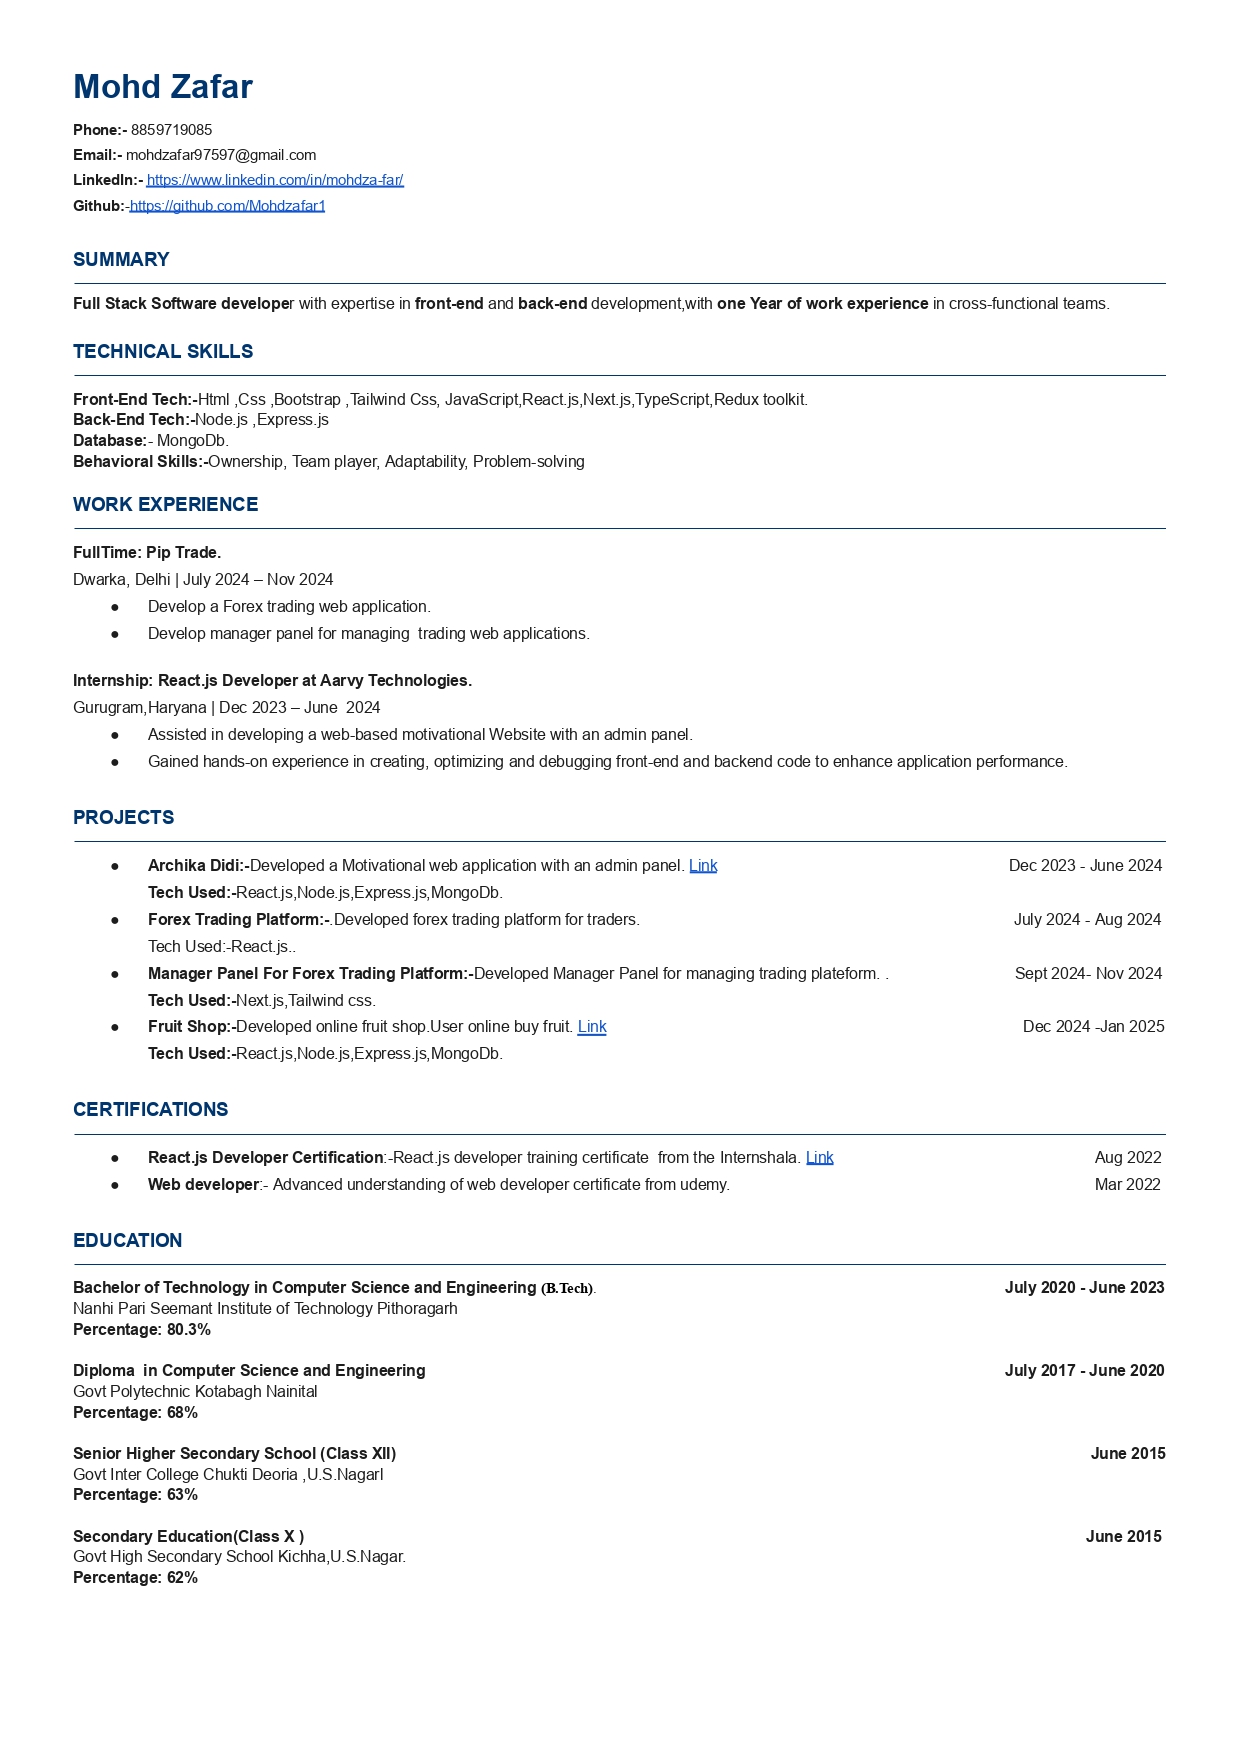 Mohd Zafar
Phone:- 8859719085
Email:- mohdzafar97597@gmail.com
LinkedIn:- https://www.linkedin.com/in/mohdza-far/
Github:-https://github.com/Mohdzafar1
SUMMARY
Full Stack Software developer with expertise in front-end and back-end development,with one Year of work experience in cross-functional teams.
TECHNICAL SKILLS
Front-End Tech:-Html ,Css ,Bootstrap ,Tailwind Css, JavaScript,React.js,Next.js,TypeScript,Redux toolkit.
Back-End Tech:-Node.js ,Express.js
Database:- MongoDb.
Behavioral Skills:-Ownership, Team player, Adaptability, Problem-solving
WORK EXPERIENCE
FullTime: Pip Trade.
Dwarka, Delhi | July 2024 – Nov 2024
● Develop a Forex trading web application.
● Develop manager panel for managing  trading web applications.
Internship: React.js Developer at Aarvy Technologies.
Gurugram,Haryana | Dec 2023 – June  2024
● Assisted in developing a web-based motivational Website with an admin panel.
● Gained hands-on experience in creating, optimizing and debugging front-end and backend code to enhance application performance.
PROJECTS
● Archika Didi:-Developed a Motivational web application with an admin panel. Link Dec 2023 - June 2024
Tech Used:-React.js,Node.js,Express.js,MongoDb.
● Forex Trading Platform:-.Developed forex trading platform for traders. July 2024 - Aug 2024
Tech Used:-React.js..
● Manager Panel For Forex Trading Platform:-Developed Manager Panel for managing trading plateform. . Sept 2024- Nov 2024
Tech Used:-Next.js,Tailwind css.
● Fruit Shop:-Developed online fruit shop.User online buy fruit. Link Dec 2024 -Jan 2025
Tech Used:-React.js,Node.js,Express.js,MongoDb.
CERTIFICATIONS
● React.js Developer Certification:-React.js developer training certificate  from the Internshala. Link Aug 2022
● Web developer:- Advanced understanding of web developer certificate from udemy. Mar 2022
EDUCATION
Bachelor of Technology in Computer Science and Engineering (B.Tech). July 2020 - June 2023
Nanhi Pari Seemant Institute of Technology Pithoragarh
Percentage: 80.3%
Diploma  in Computer Science and Engineering July 2017 - June 2020
Govt Polytechnic Kotabagh Nainital
Percentage: 68%
Senior Higher Secondary School (Class XII) June 2015
Govt Inter College Chukti Deoria ,U.S.Nagarl
Percentage: 63%
Secondary Education(Class X ) June 2015
Govt High Secondary School Kichha,U.S.Nagar.
Percentage: 62%